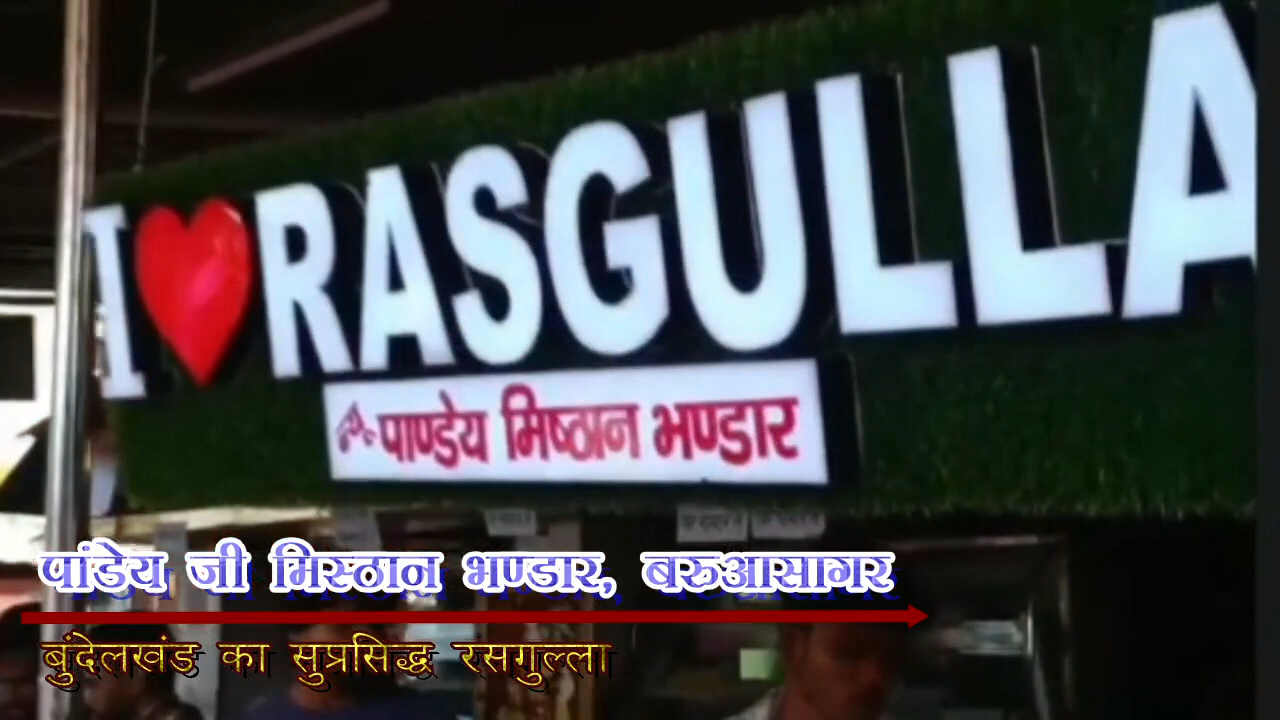 I ❤ RASGULLA
पाण्डेय मिष्ठान भण्डार
पांडेय जी मिस्ठान भण्डार, बरुआसागर
बुंदेलखंड का सुप्रसिद्ध रसगुल्ला